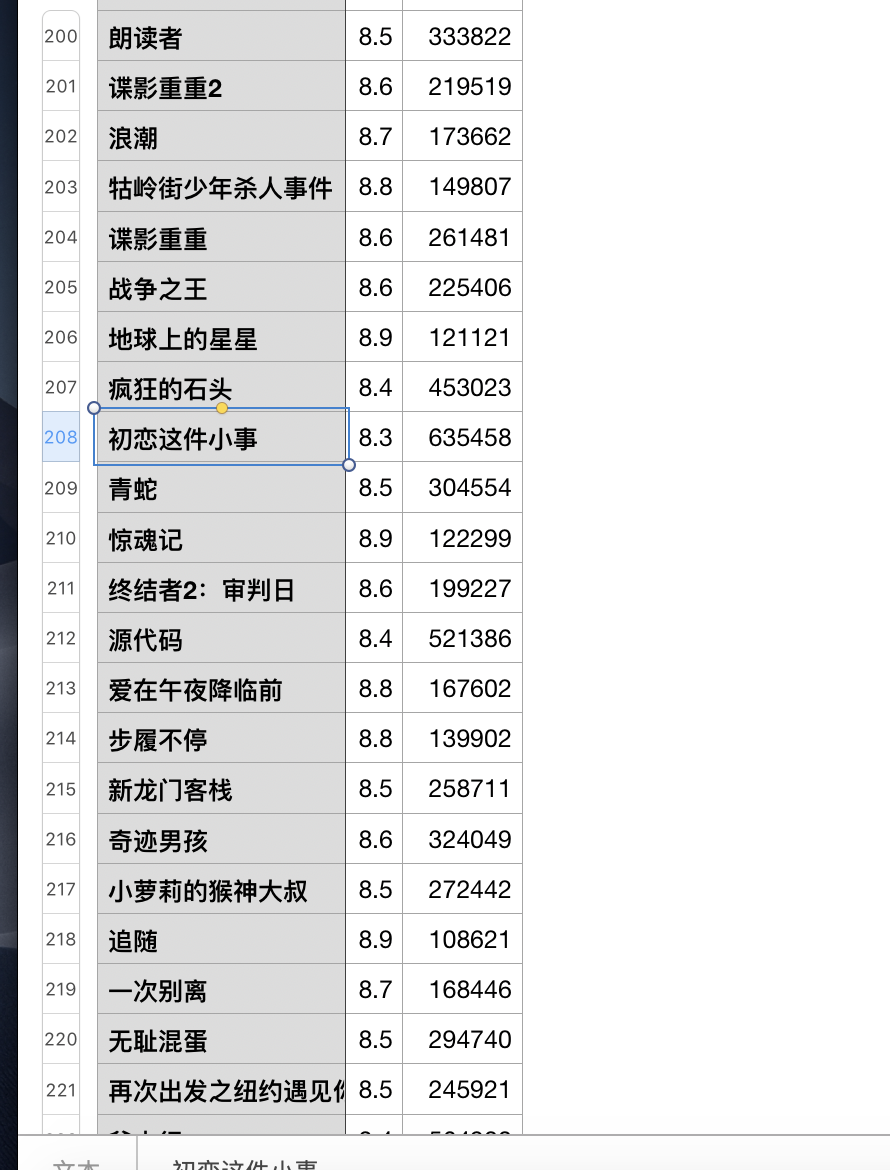 200 朗读者 8.5 333822
201 谍影重重2 8.6 219519
202 浪潮 8.7 173662
203 牯岭街少年杀人事件 8.8 149807
204 谍影重重 8.6 261481
205 战争之王 8.6 225406
206 地球上的星星 8.9 121121
207 疯狂的石头 8.4 453023
208 初恋这件小事 8.3 635458
209 青蛇 8.5 304554
210 惊魂记 8.9 122299
211 终结者2：审判日 8.6 199227
212 源代码 8.4 521386
213 爱在午夜降临前 8.8 167602
214 步履不停 8.8 139902
215 新龙门客栈 8.5 258711
216 奇迹男孩 8.6 324049
217 小萝莉的猴神大叔 8.5 272442
218 追随 8.9 108621
219 一次别离 8.7 168446
220 无耻混蛋 8.5 294740
221 再次出发之纽约遇见你 8.5 245921
文本 初恋这件小事